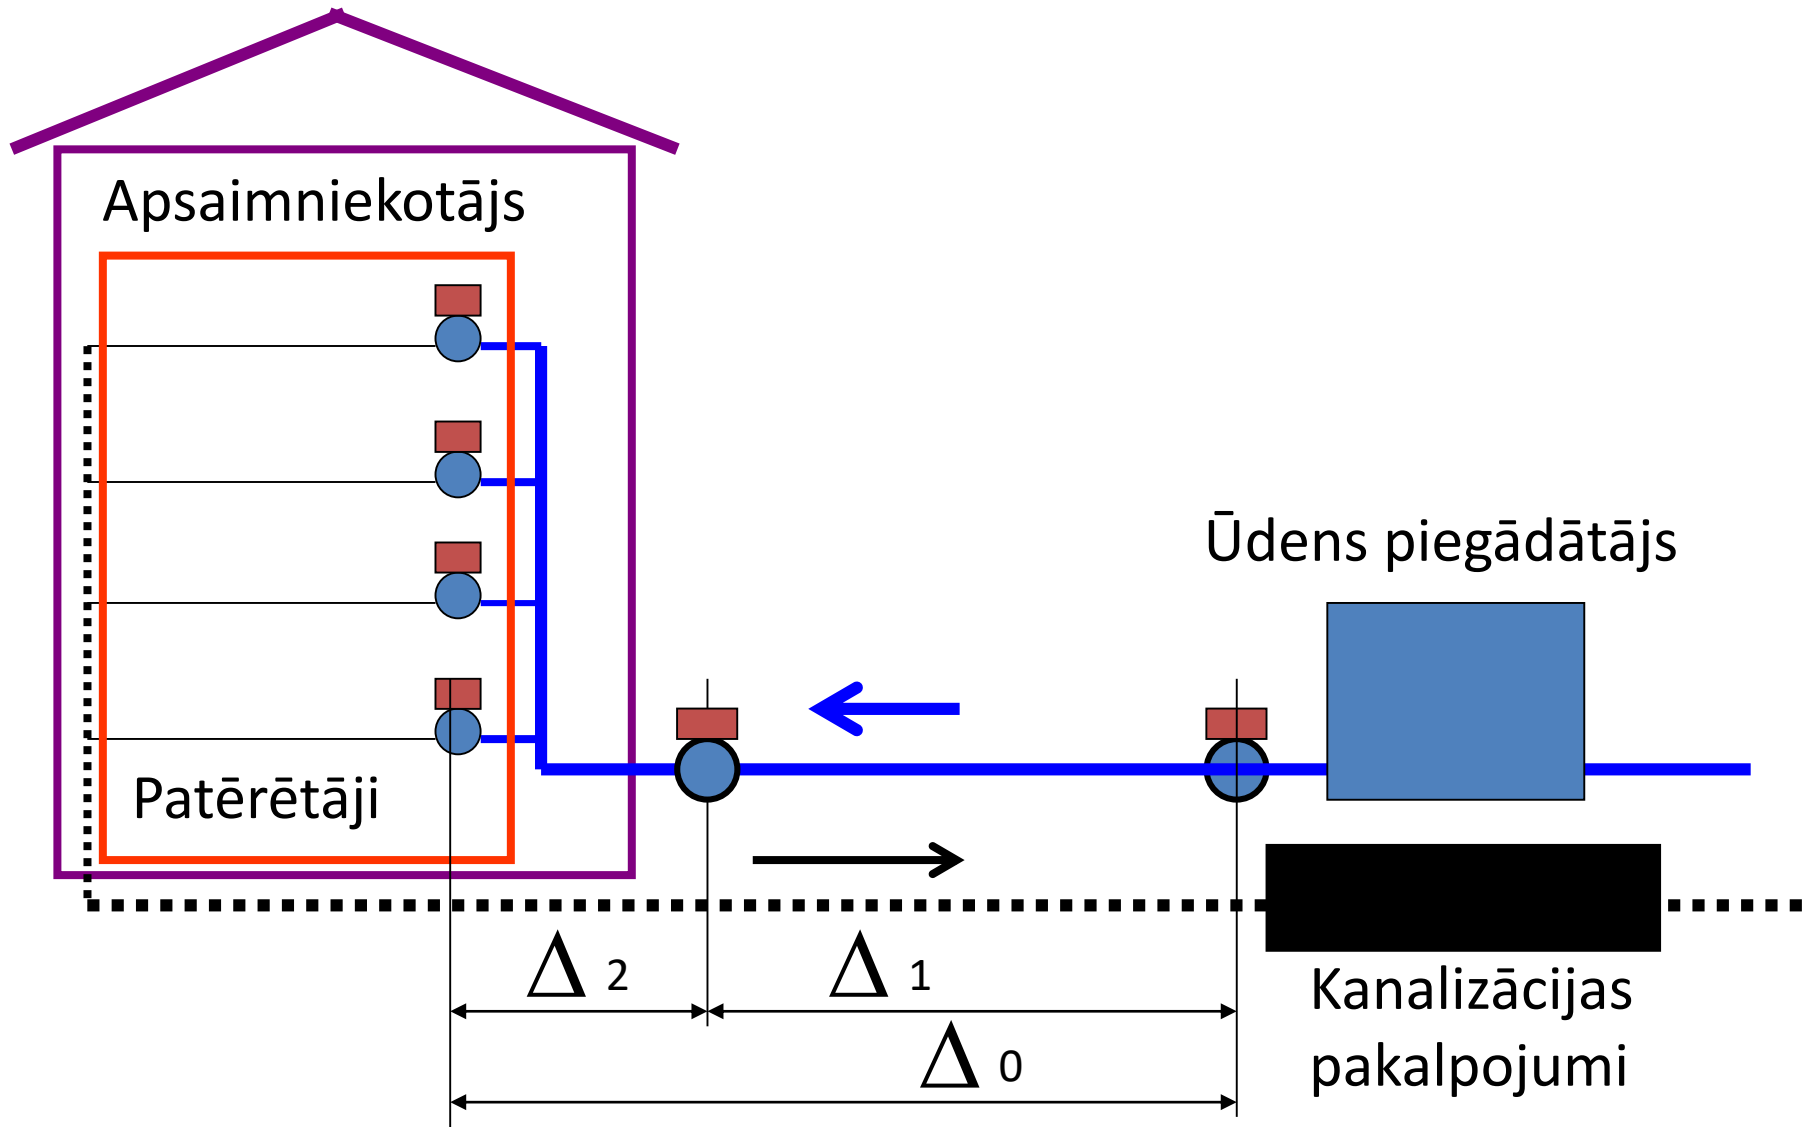 Apsaimniekotājs
Ūdens piegādātājs
Patērētāji
Δ 2
Δ 1
Δ 0
Kanalizācijas
pakalpojumi